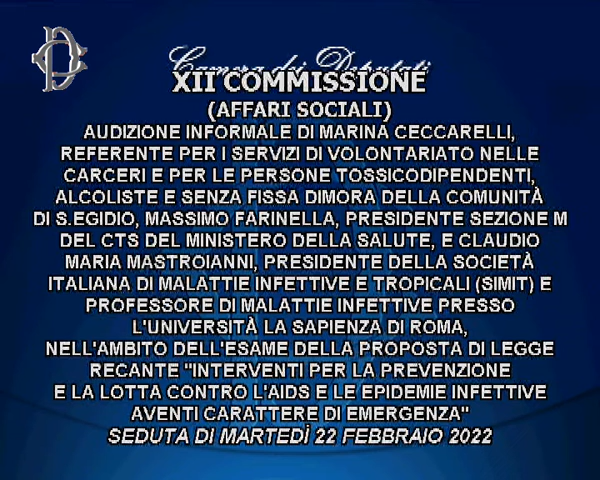 Camera dei Deputati
XII COMMISSIONE
(AFFARI SOCIALI)
AUDIZIONE INFORMALE DI MARINA CECCARELLI,
REFERENTE PER I SERVIZI DI VOLONTARIATO NELLE
CARCERI E PER LE PERSONE TOSSICODIPENDENTI,
ALCOLISTE E SENZA FISSA DIMORA DELLA COMUNITÀ
DI S.EGIDIO, MASSIMO FARINELLA, PRESIDENTE SEZIONE M
DEL CTS DEL MINISTERO DELLA SALUTE, E CLAUDIO
MARIA MASTROIANNI, PRESIDENTE DELLA SOCIETÀ
ITALIANA DI MALATTIE INFETTIVE E TROPICALI (SIMIT) E
PROFESSORE DI MALATTIE INFETTIVE PRESSO
L'UNIVERSITÀ LA SAPIENZA DI ROMA,
NELL'AMBITO DELL'ESAME DELLA PROPOSTA DI LEGGE
RECANTE "INTERVENTI PER LA PREVENZIONE
E LA LOTTA CONTRO L'AIDS E LE EPIDEMIE INFETTIVE
AVENTI CARATTERE DI EMERGENZA"
SEDUTA DI MARTEDÌ 22 FEBBRAIO 2022